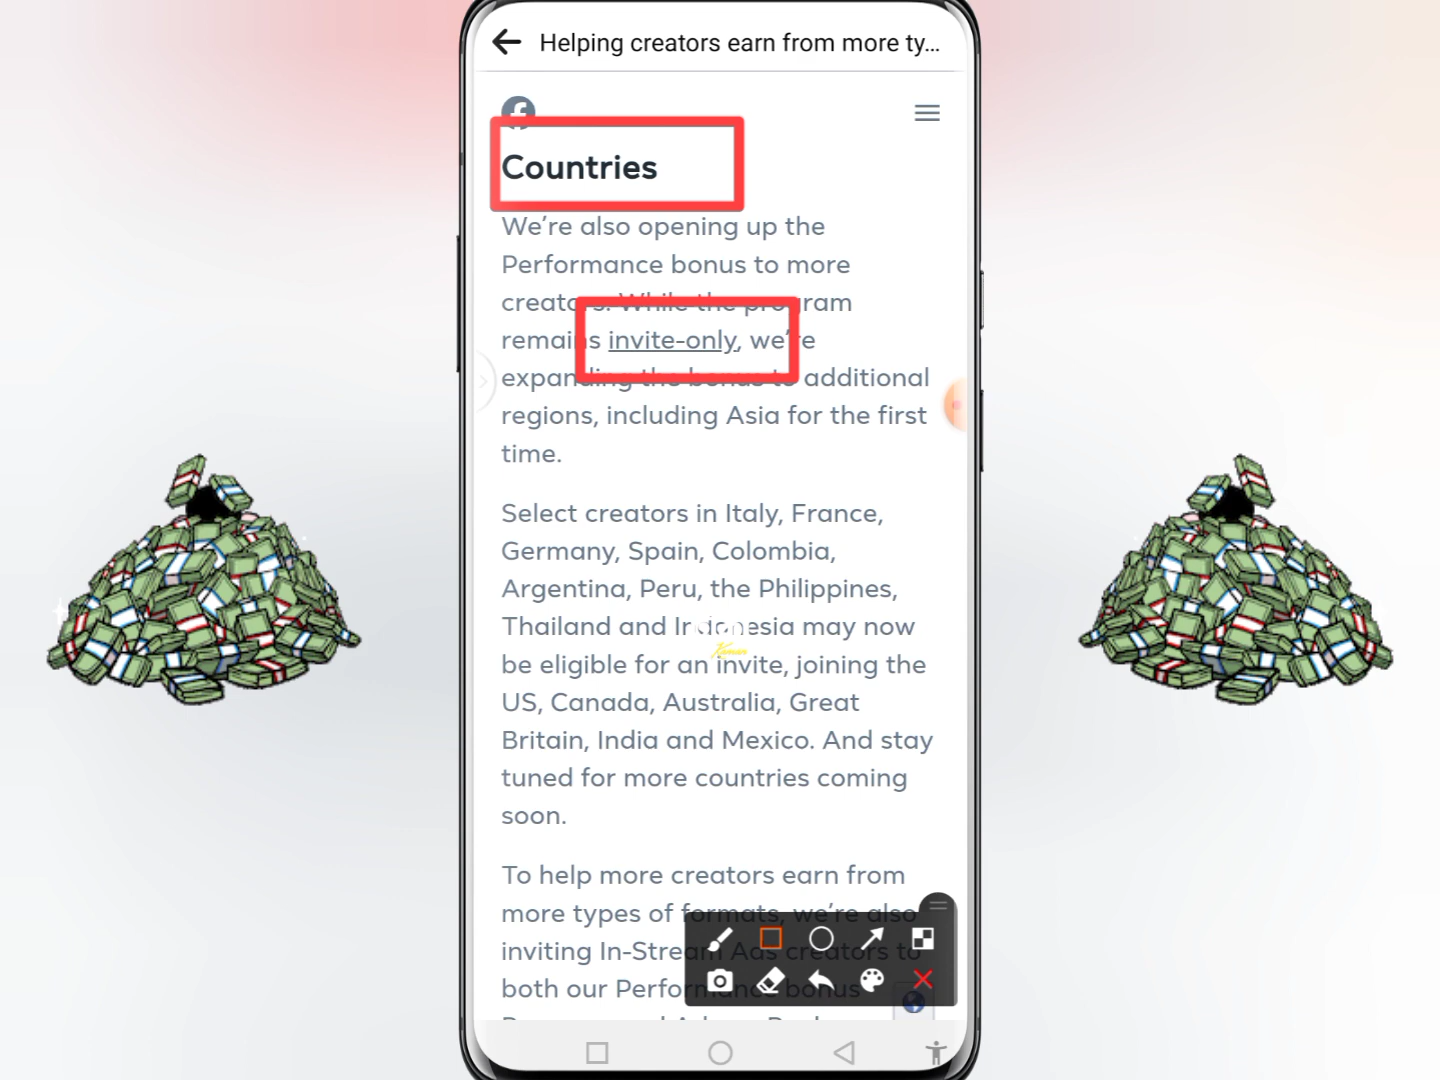 Helping creators earn from more ty...
Countries
We're also opening up the
Performance bonus to more
creators. While the program
remains invite-only, we're
expanding the bonus to additional
regions, including Asia for the first
time.
Select creators in Italy, France,
Germany, Spain, Colombia,
Argentina, Peru, the Philippines,
Thailand and Indonesia may now
be eligible for an invite, joining the
US, Canada, Australia, Great
Britain, India and Mexico. And stay
tuned for more countries coming
soon.
To help more creators earn from
more types of formats, we're also
inviting In-Stream Ads creators to
both our Performance bonus